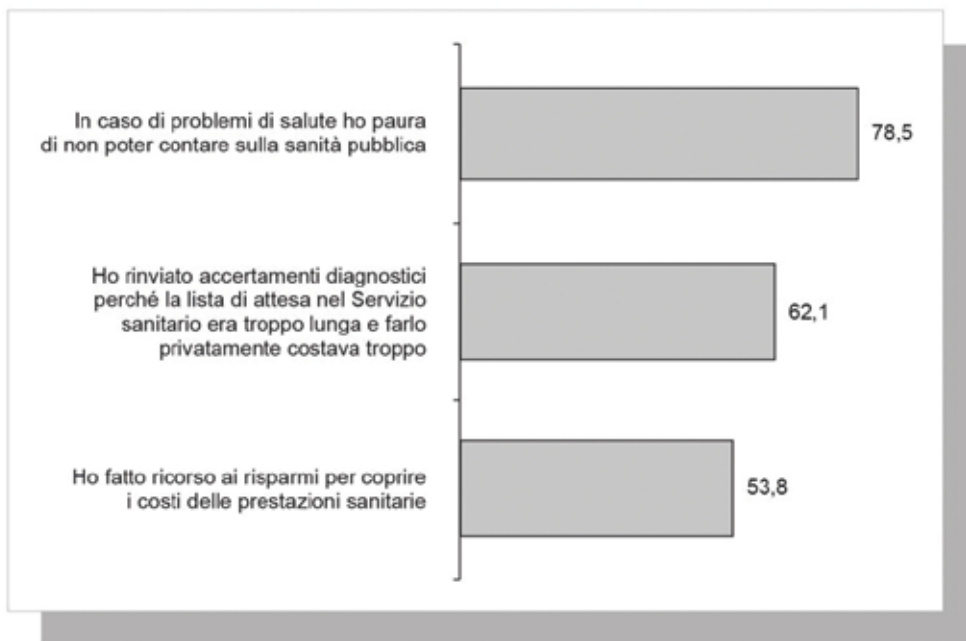 In caso di problemi di salute ho paura
di non poter contare sulla sanità pubblica
78,5
Ho rinviato accertamenti diagnostici
perché la lista di attesa nel Servizio
sanitario era troppo lunga e farlo
privatamente costava troppo
62,1
Ho fatto ricorso ai risparmi per coprire
i costi delle prestazioni sanitarie
53,8